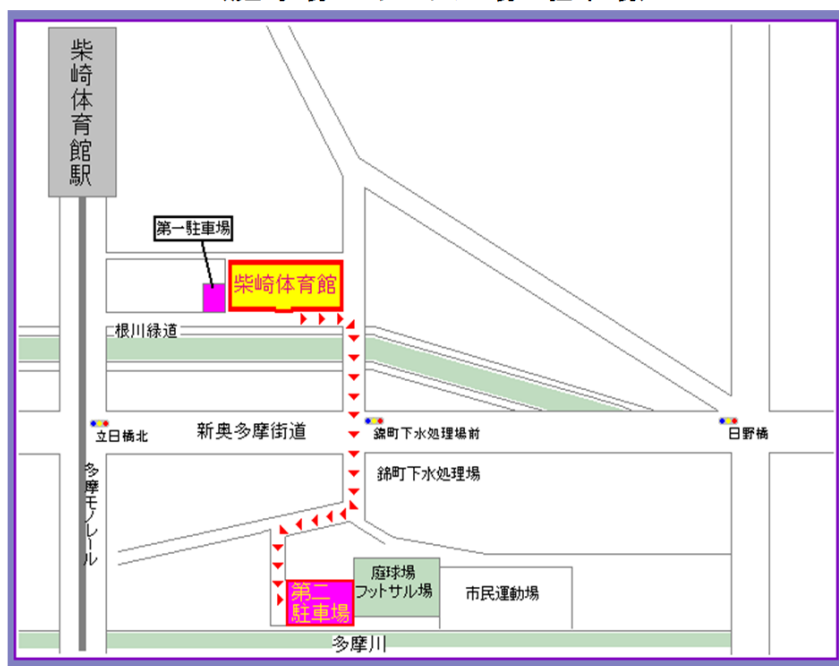 柴崎体育館駅
第一駐車場
柴崎体育館
根川緑道
立日橋北
新奥多摩街道
錦町下水処理場前
日野橋
多摩モノレール
錦町下水処理場
庭球場
フットサル場
市民運動場
第二
駐車場
多摩川